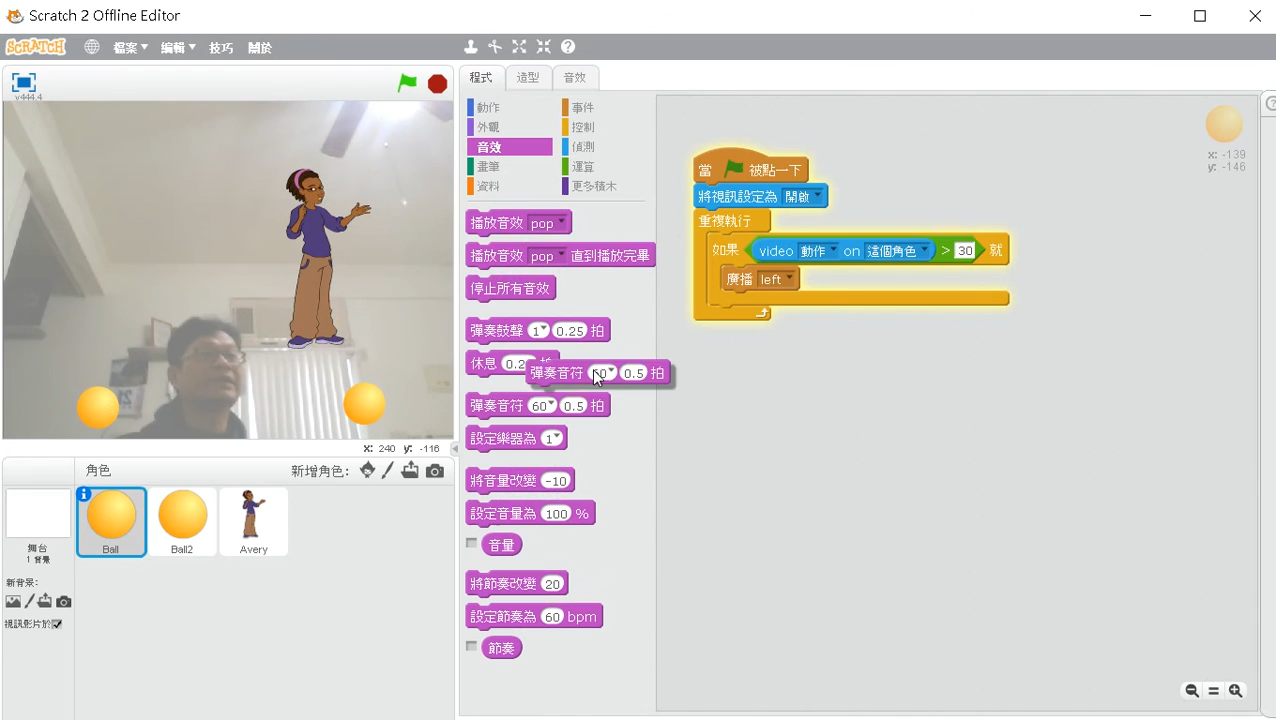 Scratch 2 Offline Editor
SCRATCH 檔案 編輯 技巧 關於
v444.4
程式 造型 音效
動作 事件
外觀 控制
音效 偵測
畫筆 運算
資料 更多積木
播放音效 pop
播放音效 pop 直到播放完畢
停止所有音效
彈奏鼓聲 1 0.25 拍
休息 0.2 拍
彈奏音符 60 0.5 拍
彈奏音符 60 0.5 拍
設定樂器為 1
將音量改變 -10
設定音量為 100 %
音量
將節奏改變 20
設定節奏為 60 bpm
節奏
當 被點一下
將視訊設定為 開啟
重複執行
如果 video 動作 on 這個角色 > 30 就
廣播 left
x: -139
y: -146
x: 240 y: -116
角色 新增角色:
舞台
1 背景
新背景:
視訊影片於
Ball Ball2 Avery